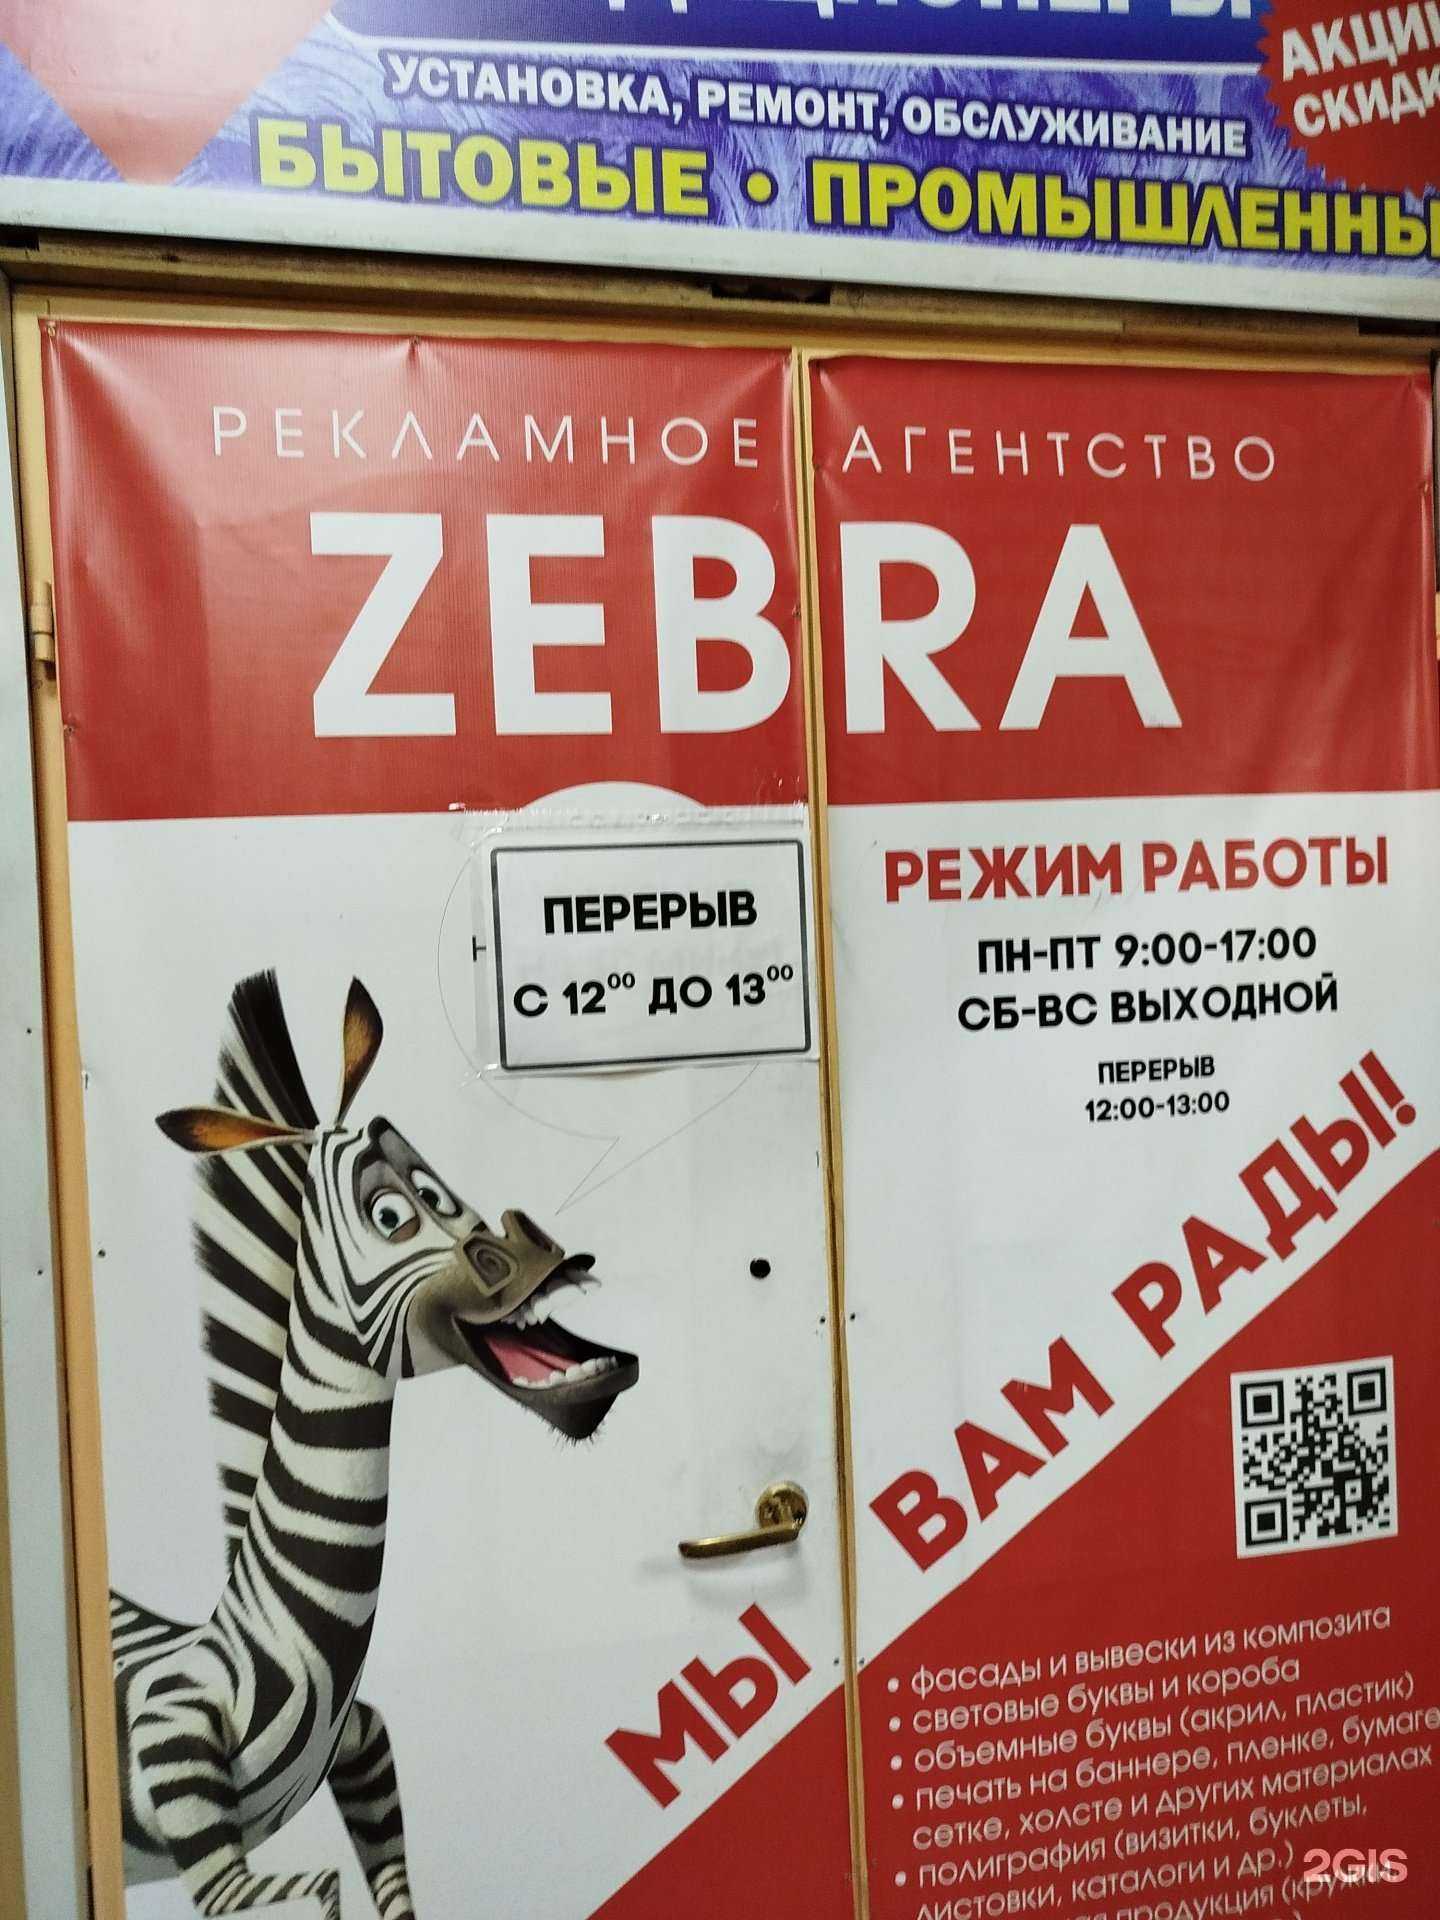 УСТАНОВКА, РЕМОНТ, ОБСЛУЖИВАНИЕ
БЫТОВЫЕ • ПРОМЫШЛЕННЫ
АКЦИИ
СКИДК
РЕКЛАМНОЕ АГЕНТСТВО
ZEBRA
ПЕРЕРЫВ
С 12⁰⁰ ДО 13⁰⁰
РЕЖИМ РАБОТЫ
ПН-ПТ 9:00-17:00
СБ-ВС ВЫХОДНОЙ
ПЕРЕРЫВ
12:00-13:00
МЫ ВАМ РАДЫ!
• фасады и вывески из композита
• световые буквы и короба
• объемные буквы (акрил, пластик)
• печать на баннере, пленке, бумаге
сетке, холсте и других материалах
• полиграфия (визитки, буклеты,
листовки, каталоги и др.)
продукция (кружки,
2GIS